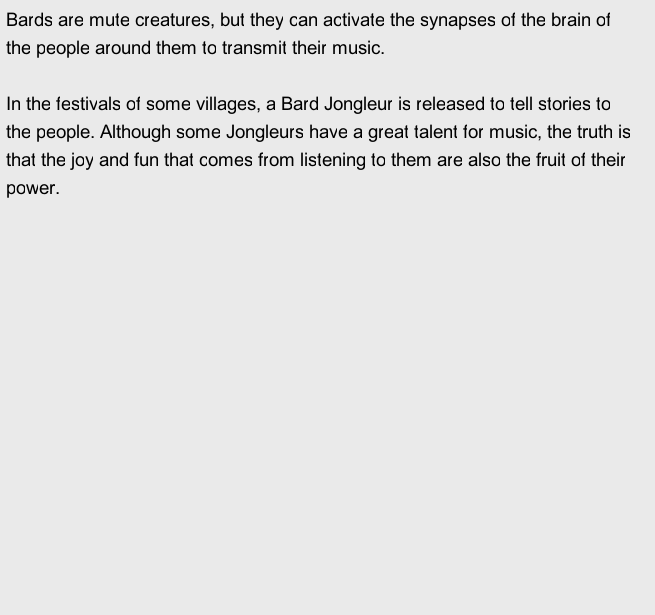 Bards are mute creatures, but they can activate the synapses of the brain of
the people around them to transmit their music.

In the festivals of some villages, a Bard Jongleur is released to tell stories to
the people. Although some Jongleurs have a great talent for music, the truth is
that the joy and fun that comes from listening to them are also the fruit of their
power.